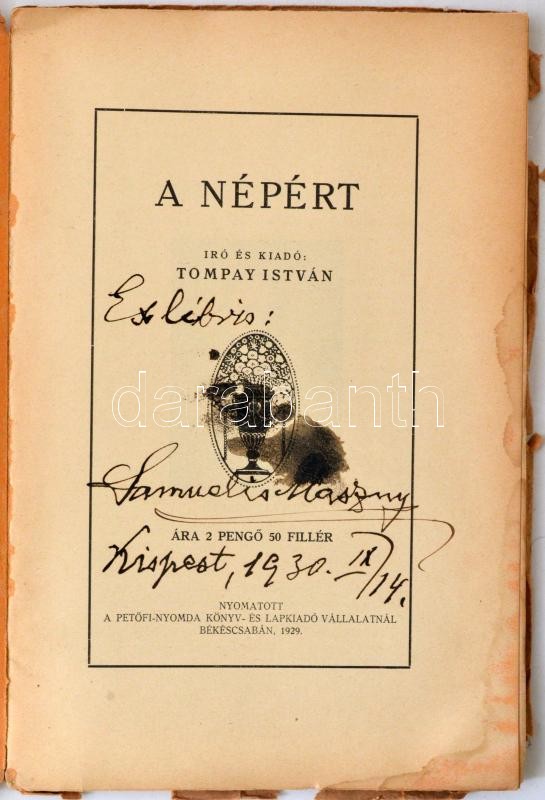 A NÉPÉRT
IRÓ ÉS KIADÓ:
TOMPAY ISTVÁN
Ex libris:
darabanth
Samuelis Maszny
ÁRA 2 PENGŐ 50 FILLÉR
Kispest, 1930. IX/14.
NYOMATOTT
A PETŐFI-NYOMDA KÖNYV- ÉS LAPKIADÓ VÁLLALATNÁL
BÉKÉSCSABÁN, 1929.